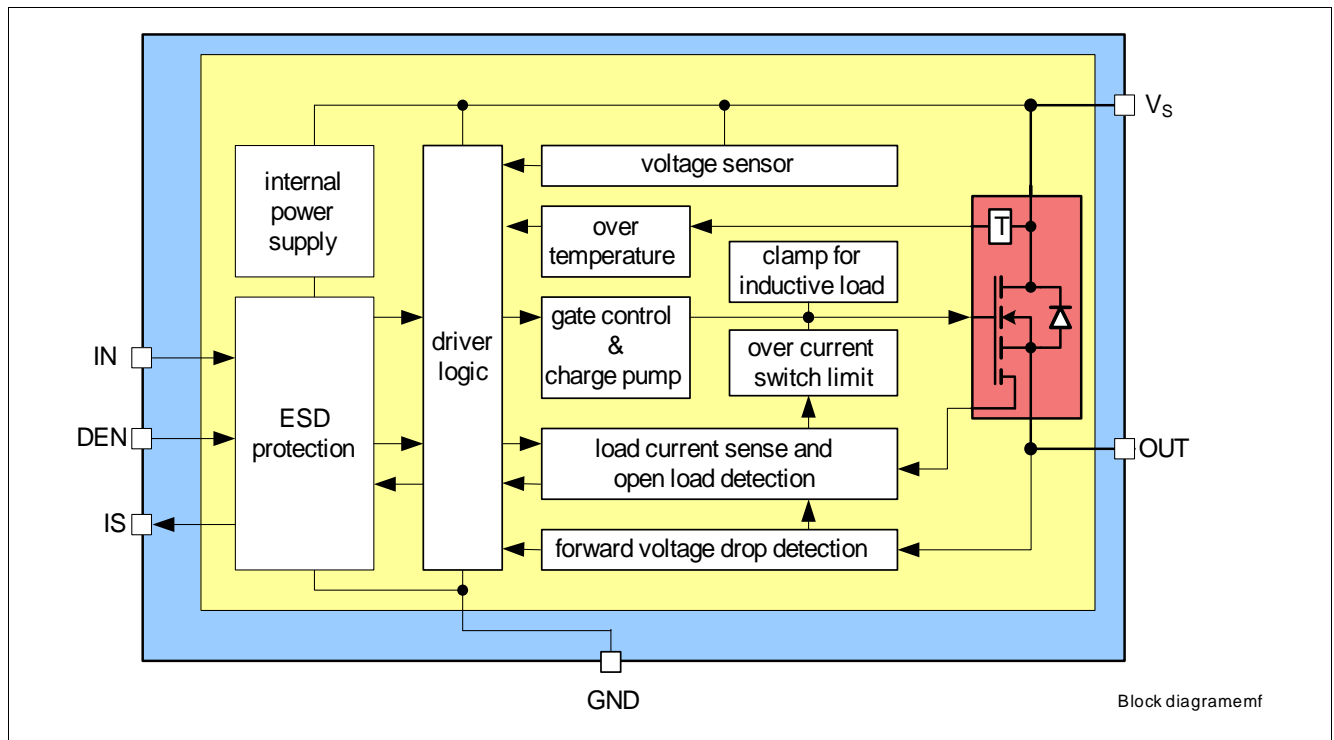 VS
internal
power
supply
voltage sensor
T
over
temperature
clamp for
inductive load
driver
logic
gate control
&
charge pump
over current
switch limit
IN
DEN
IS
ESD
protection
load current sense and
open load detection
OUT
forward voltage drop detection
GND
Block diagramemf